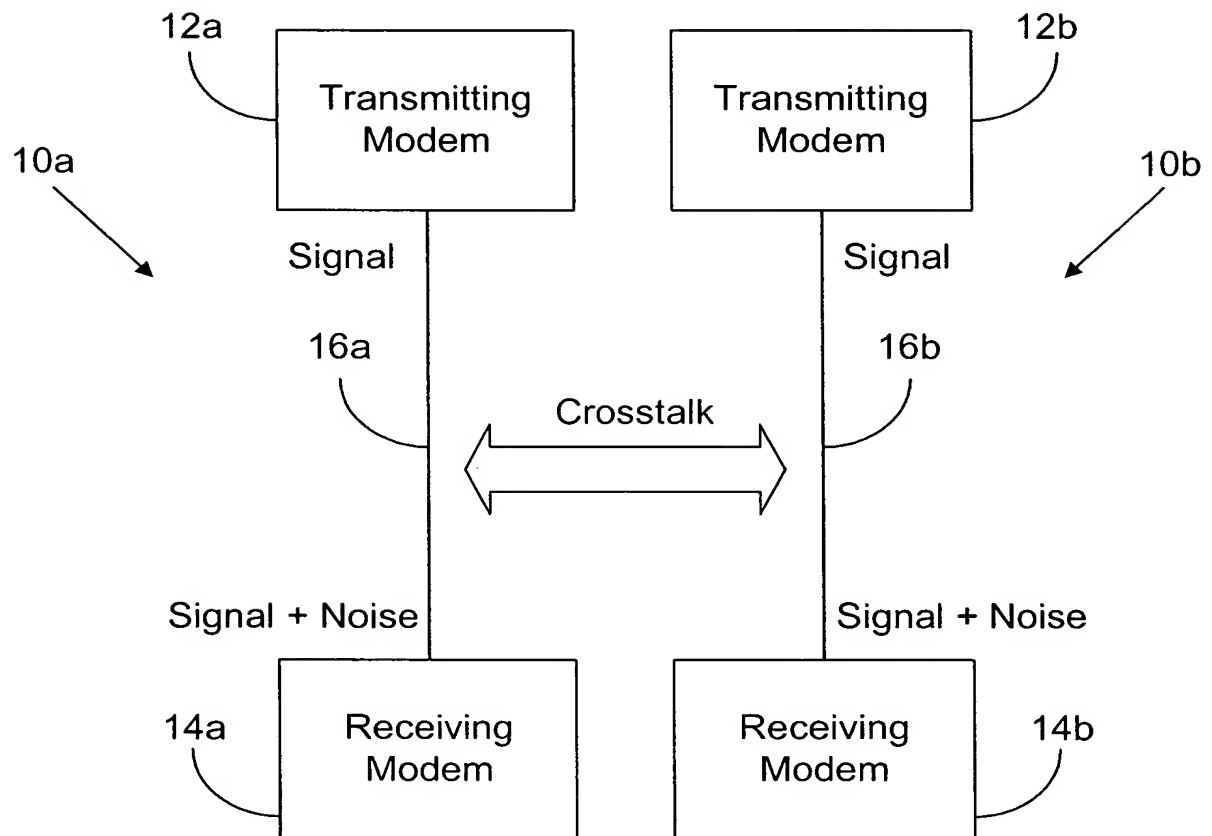 12a
12b
Transmitting
Modem
Transmitting
Modem
10a
10b
Signal
Signal
16a
16b
Crosstalk
Signal + Noise
Signal + Noise
14a
Receiving
Modem
Receiving
Modem
14b